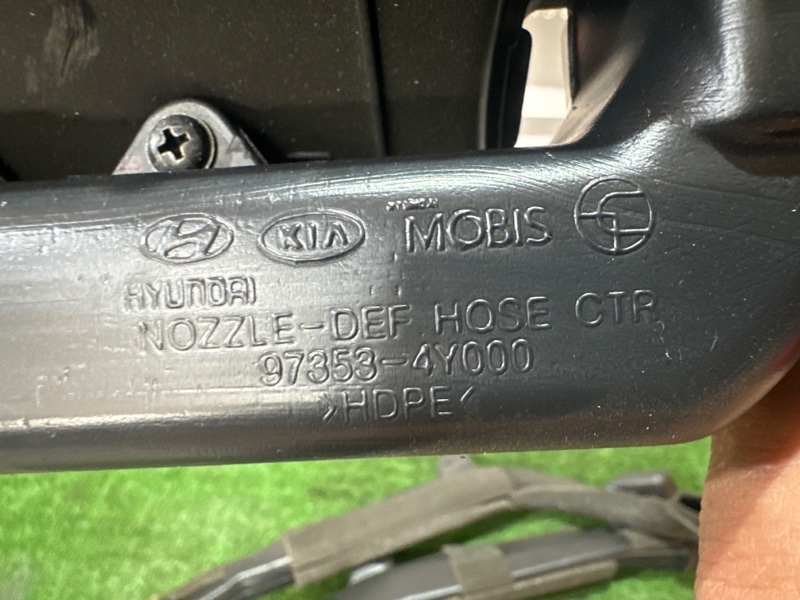 KIA MOBIS
HYUNDAI
NOZZLE-DEF HOSE CTR
97353-4Y000
>HDPE<